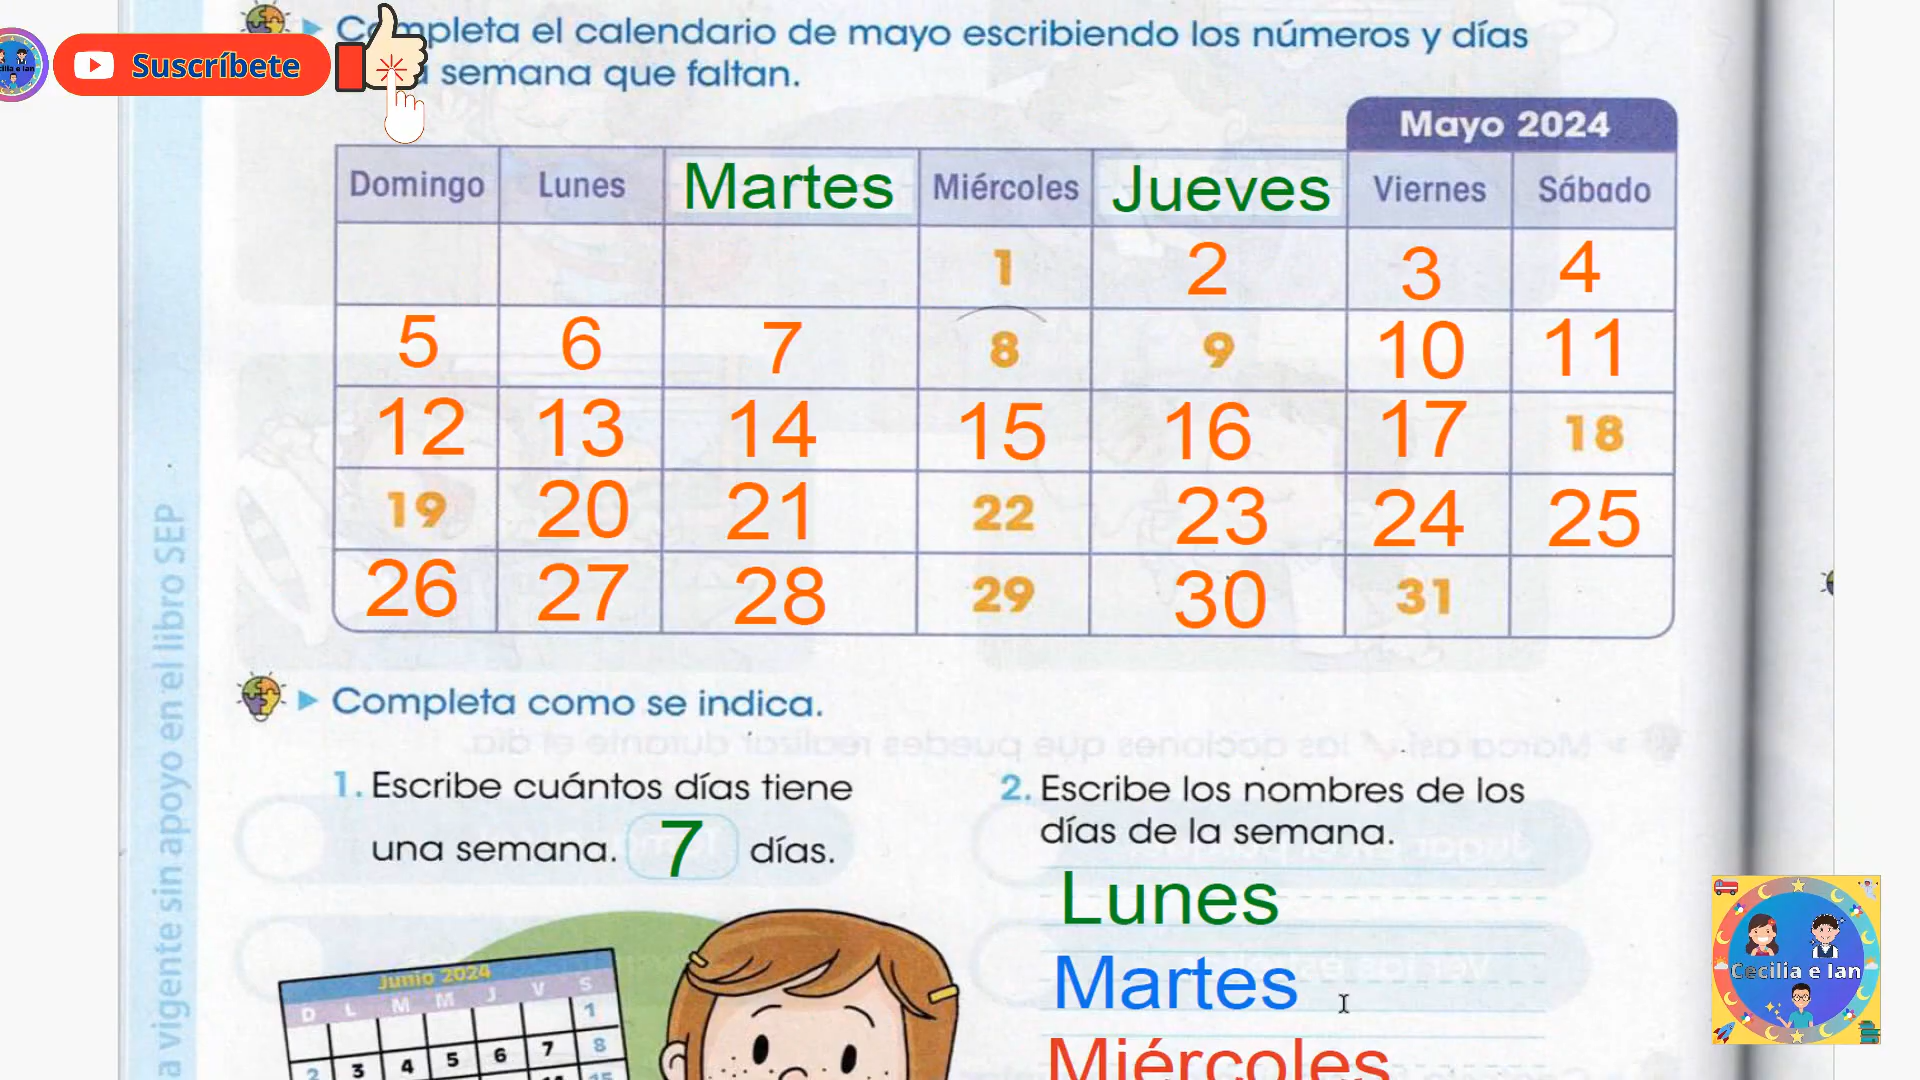 Completa el calendario de mayo escribiendo los números y días
semana que faltan.
Suscríbete
Mayo 2024
Domingo Lunes Martes Miércoles Jueves Viernes Sábado
1 2 3 4
5 6 7 8 9 10 11
12 13 14 15 16 17 18
19 20 21 22 23 24 25
26 27 28 29 30 31
a vigente sin apoyo en el libro SEP
Completa como se indica.
1. Escribe cuántos días tiene
una semana. 7 días.
2. Escribe los nombres de los
días de la semana.
Lunes
Martes
Miércoles
Junio 2024
D L M M J V S
1
2 3 4 5 6 7 8
15
Cecilia e Ian